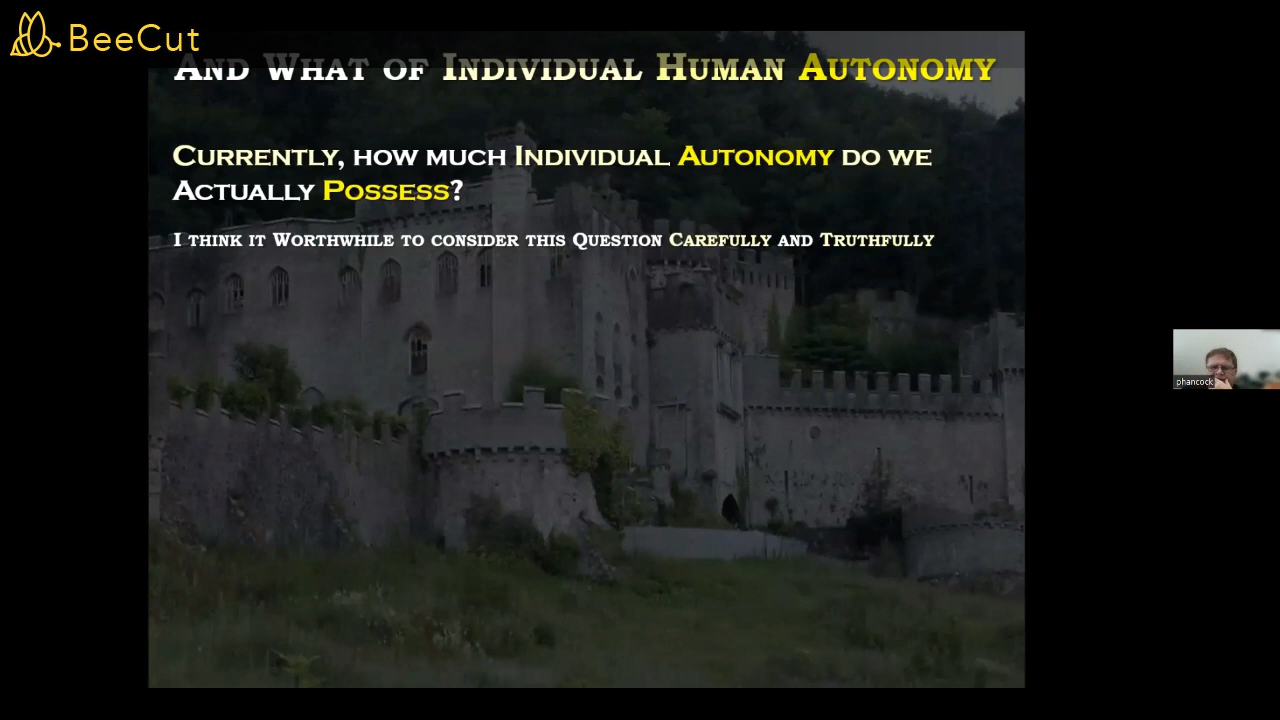 BeeCut
And What of Individual Human Autonomy
Currently, how much Individual Autonomy do we
Actually Possess?
I think it Worthwhile to consider this Question Carefully and Truthfully
phancock